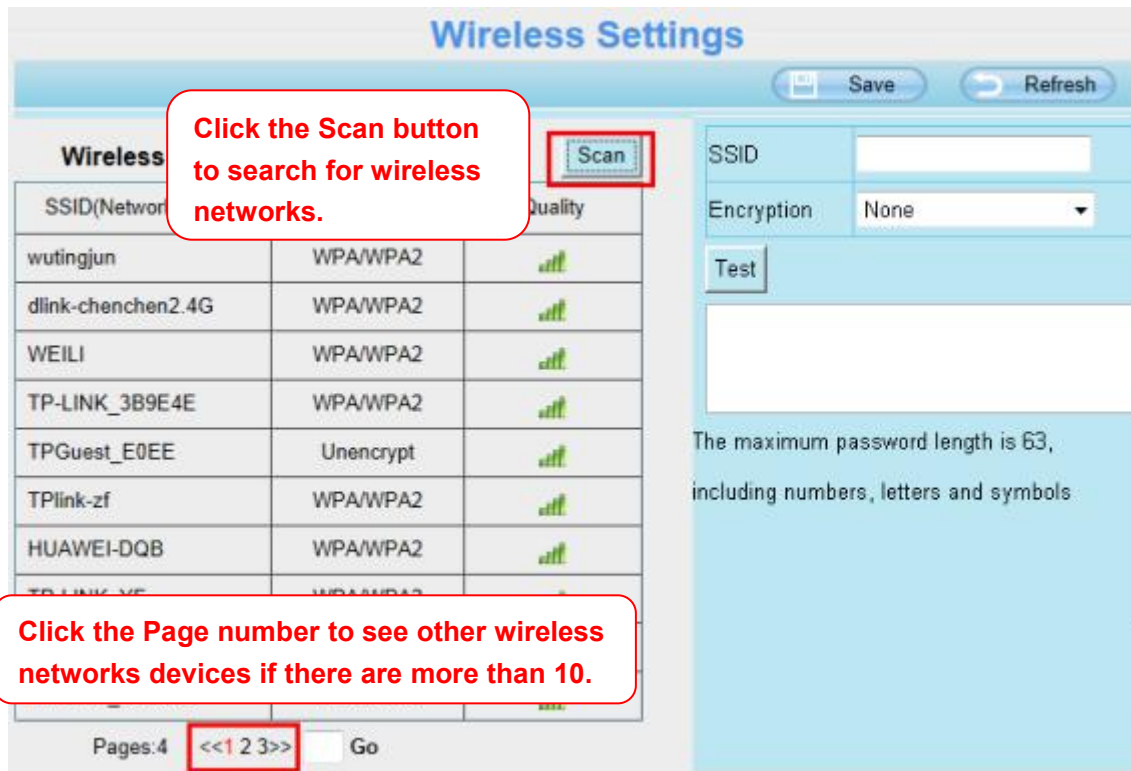 Wireless Settings
Save
Refresh
Click the Scan button
to search for wireless
networks.
Wireless
Scan
SSID
Encryption
None
Quality
wutingjun WPA/WPA2
Test
dlink-chenchen2.4G WPA/WPA2
WEILI WPA/WPA2
TP-LINK_3B9E4E WPA/WPA2
TPGuest_E0EE Unencrypt
The maximum password length is 63,
including numbers, letters and symbols
TPlink-zf WPA/WPA2
HUAWEI-DQB WPA/WPA2
Click the Page number to see other wireless
networks devices if there are more than 10.
Pages:4 <<1 2 3>> Go